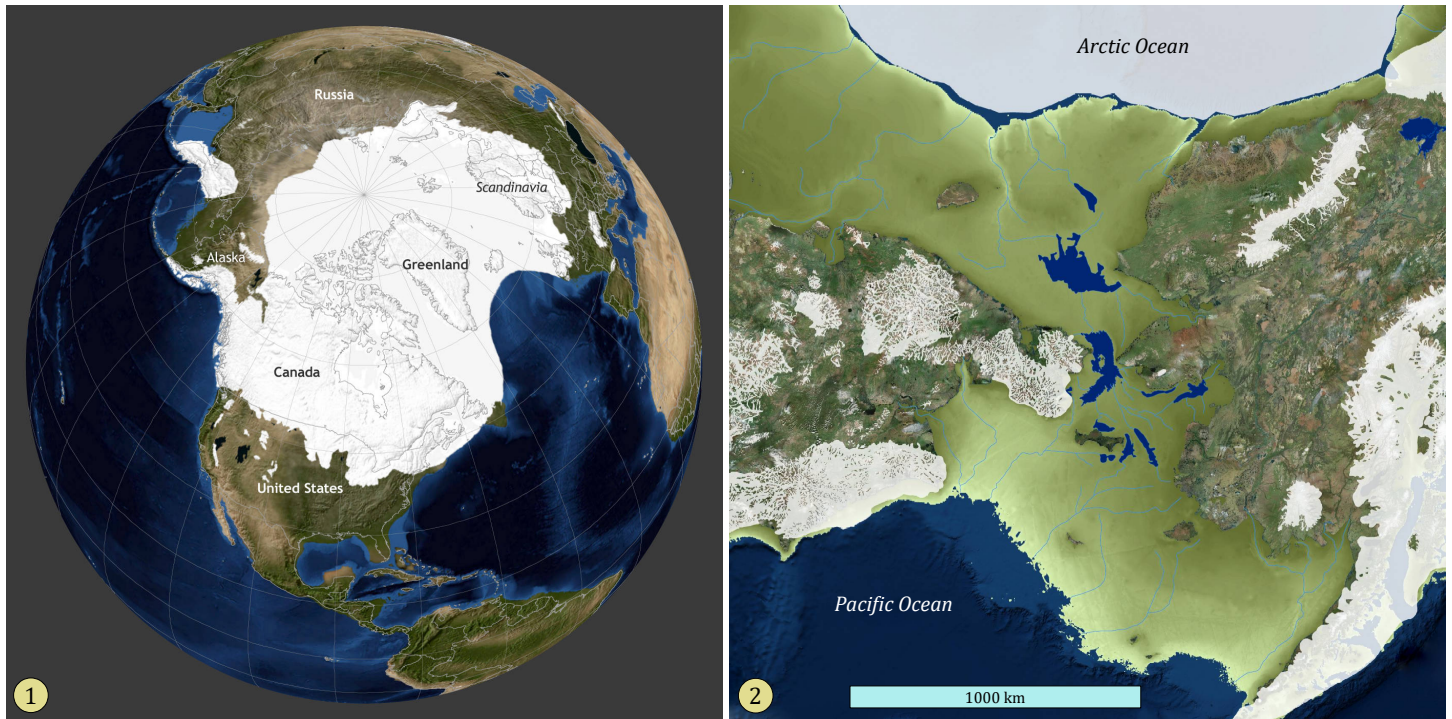 Russia
Scandinavia
Alaska
Greenland
Canada
United States
1
Arctic Ocean
Pacific Ocean
1000 km
2